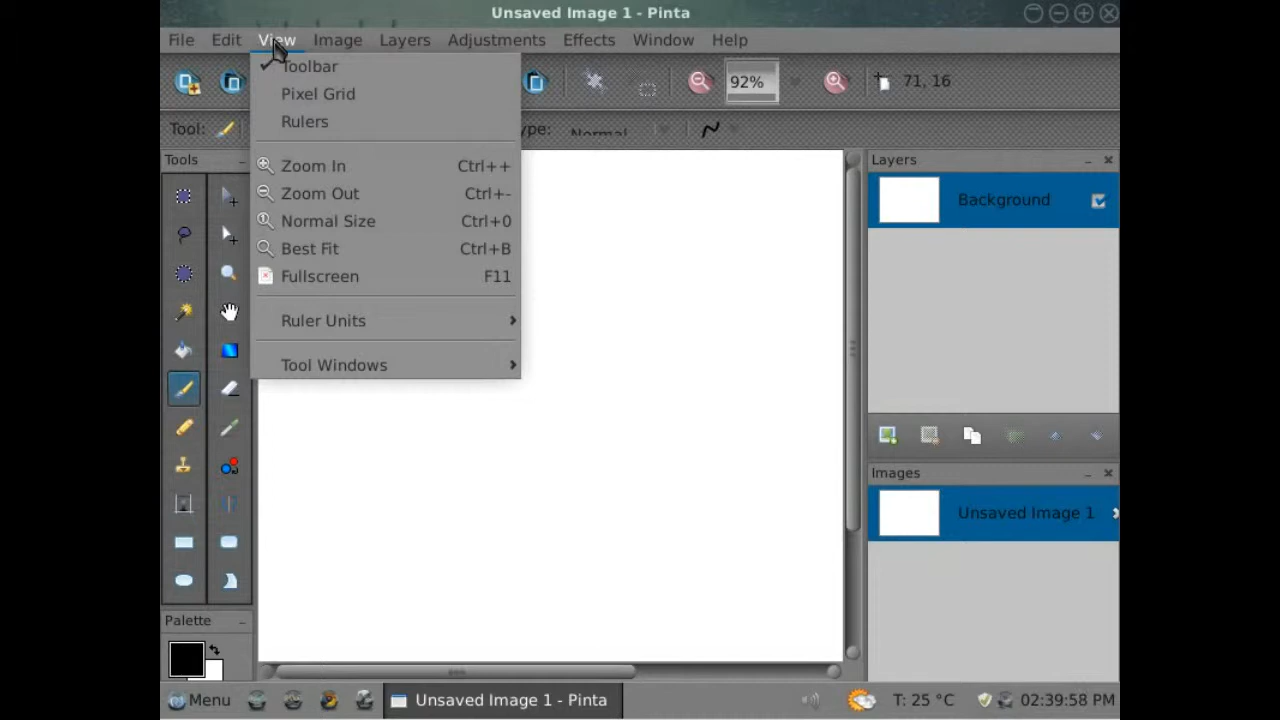 Unsaved Image 1 - Pinta
File Edit View Image Layers Adjustments Effects Window Help
92% 71, 16
Tool: ype: Normal
Toolbar
Pixel Grid
Rulers
Zoom In Ctrl++
Zoom Out Ctrl+-
Normal Size Ctrl+0
Best Fit Ctrl+B
Fullscreen F11
Ruler Units
Tool Windows
Tools
Palette
Layers
Background
Images
Unsaved Image 1
Menu Unsaved Image 1 - Pinta T: 25 °C 02:39:58 PM